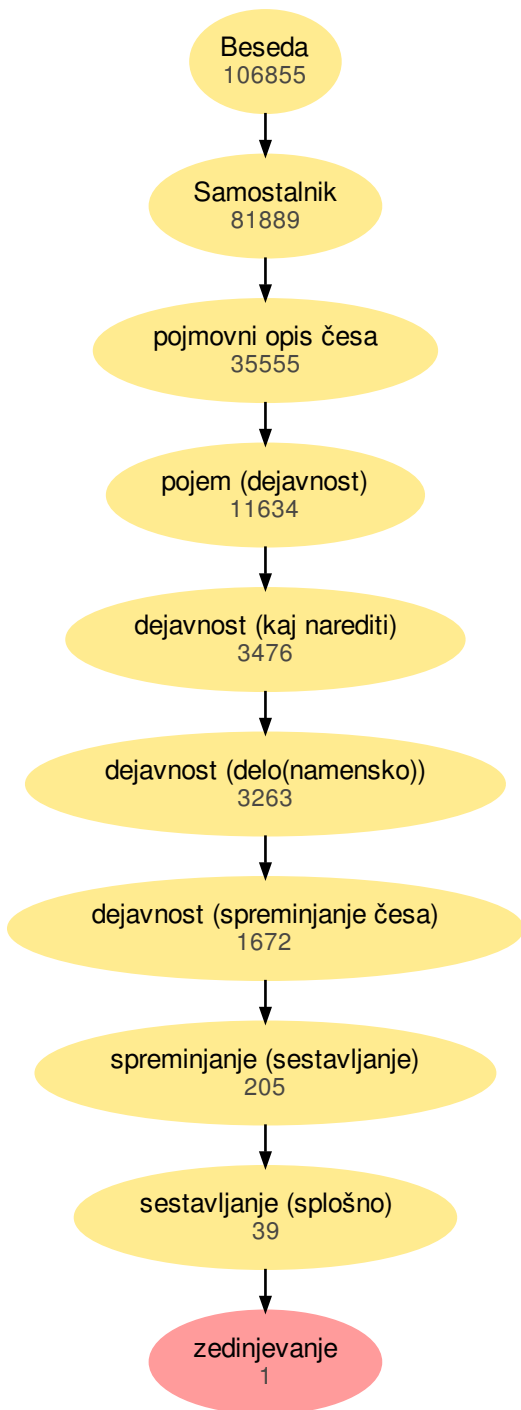 Beseda
106855
Samostalnik
81889
pojmovni opis česa
35555
pojem (dejavnost)
11634
dejavnost (kaj narediti)
3476
dejavnost (delo(namensko))
3263
dejavnost (spreminjanje česa)
1672
spreminjanje (sestavljanje)
205
sestavljanje (splošno)
39
zedinjevanje
1